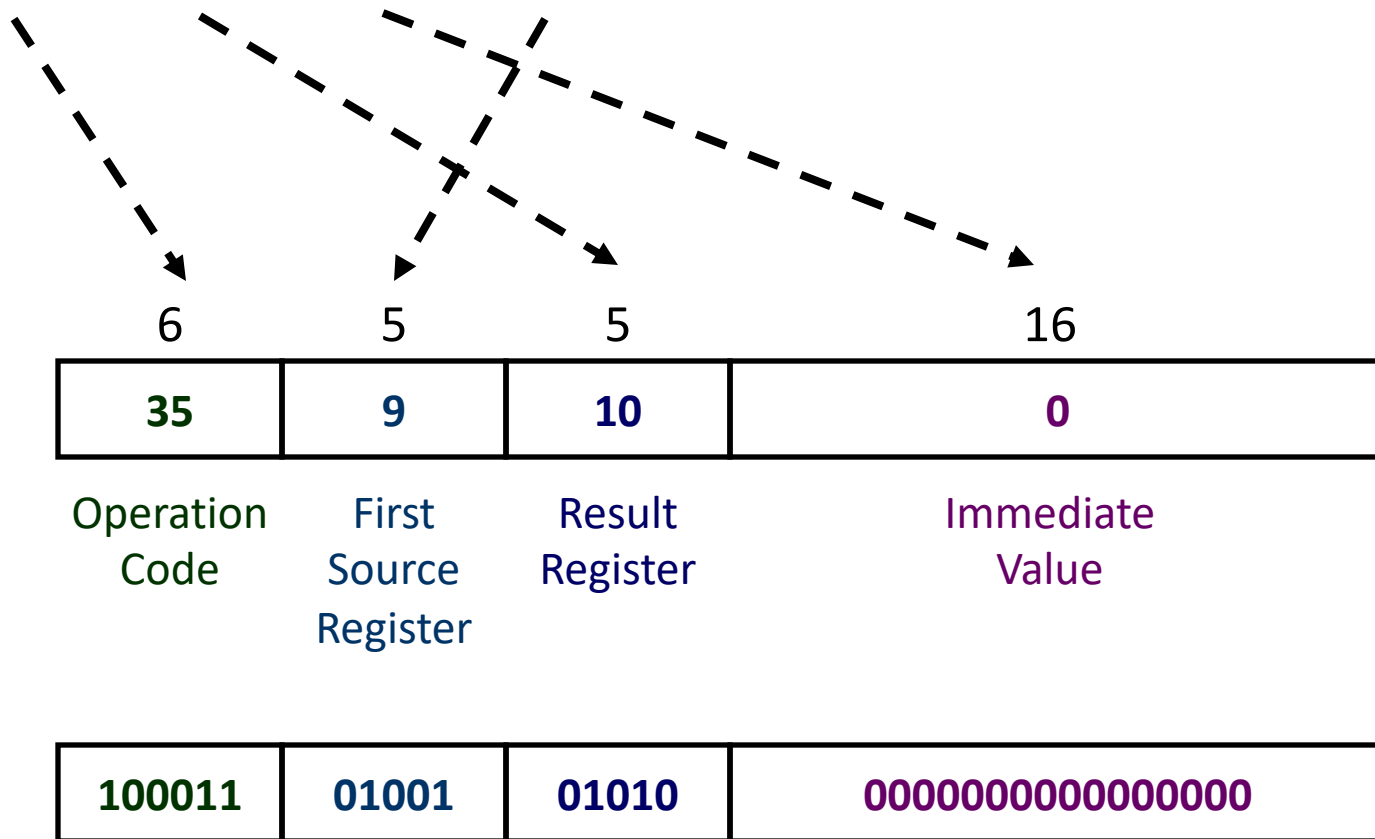 6 5 5 16
35 9 10 0
Operation Code
First Source Register
Result Register
Immediate Value
100011 01001 01010 0000000000000000